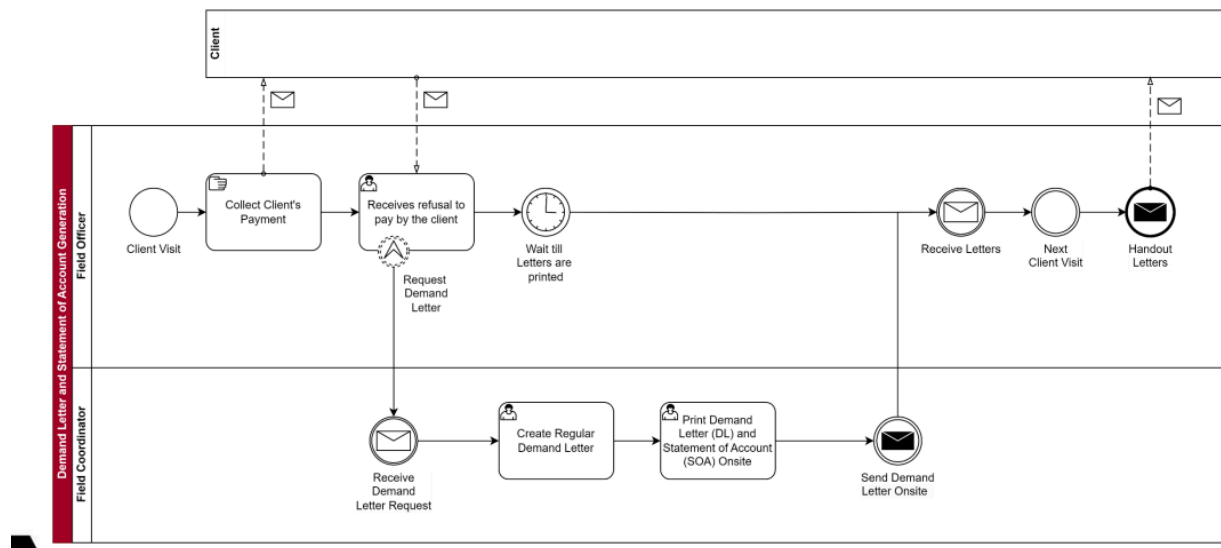 Client
Demand Letter and Statement of Account Generation
Field Officer
Client Visit
Collect Client's
Payment
Receives refusal to
pay by the client
Request
Demand
Letter
Wait till
Letters are
printed
Receive Letters
Next
Client Visit
Handout
Letters
Field Coordinator
Receive
Demand
Letter Request
Create Regular
Demand Letter
Print Demand
Letter (DL) and
Statement of Account
(SOA) Onsite
Send Demand
Letter Onsite